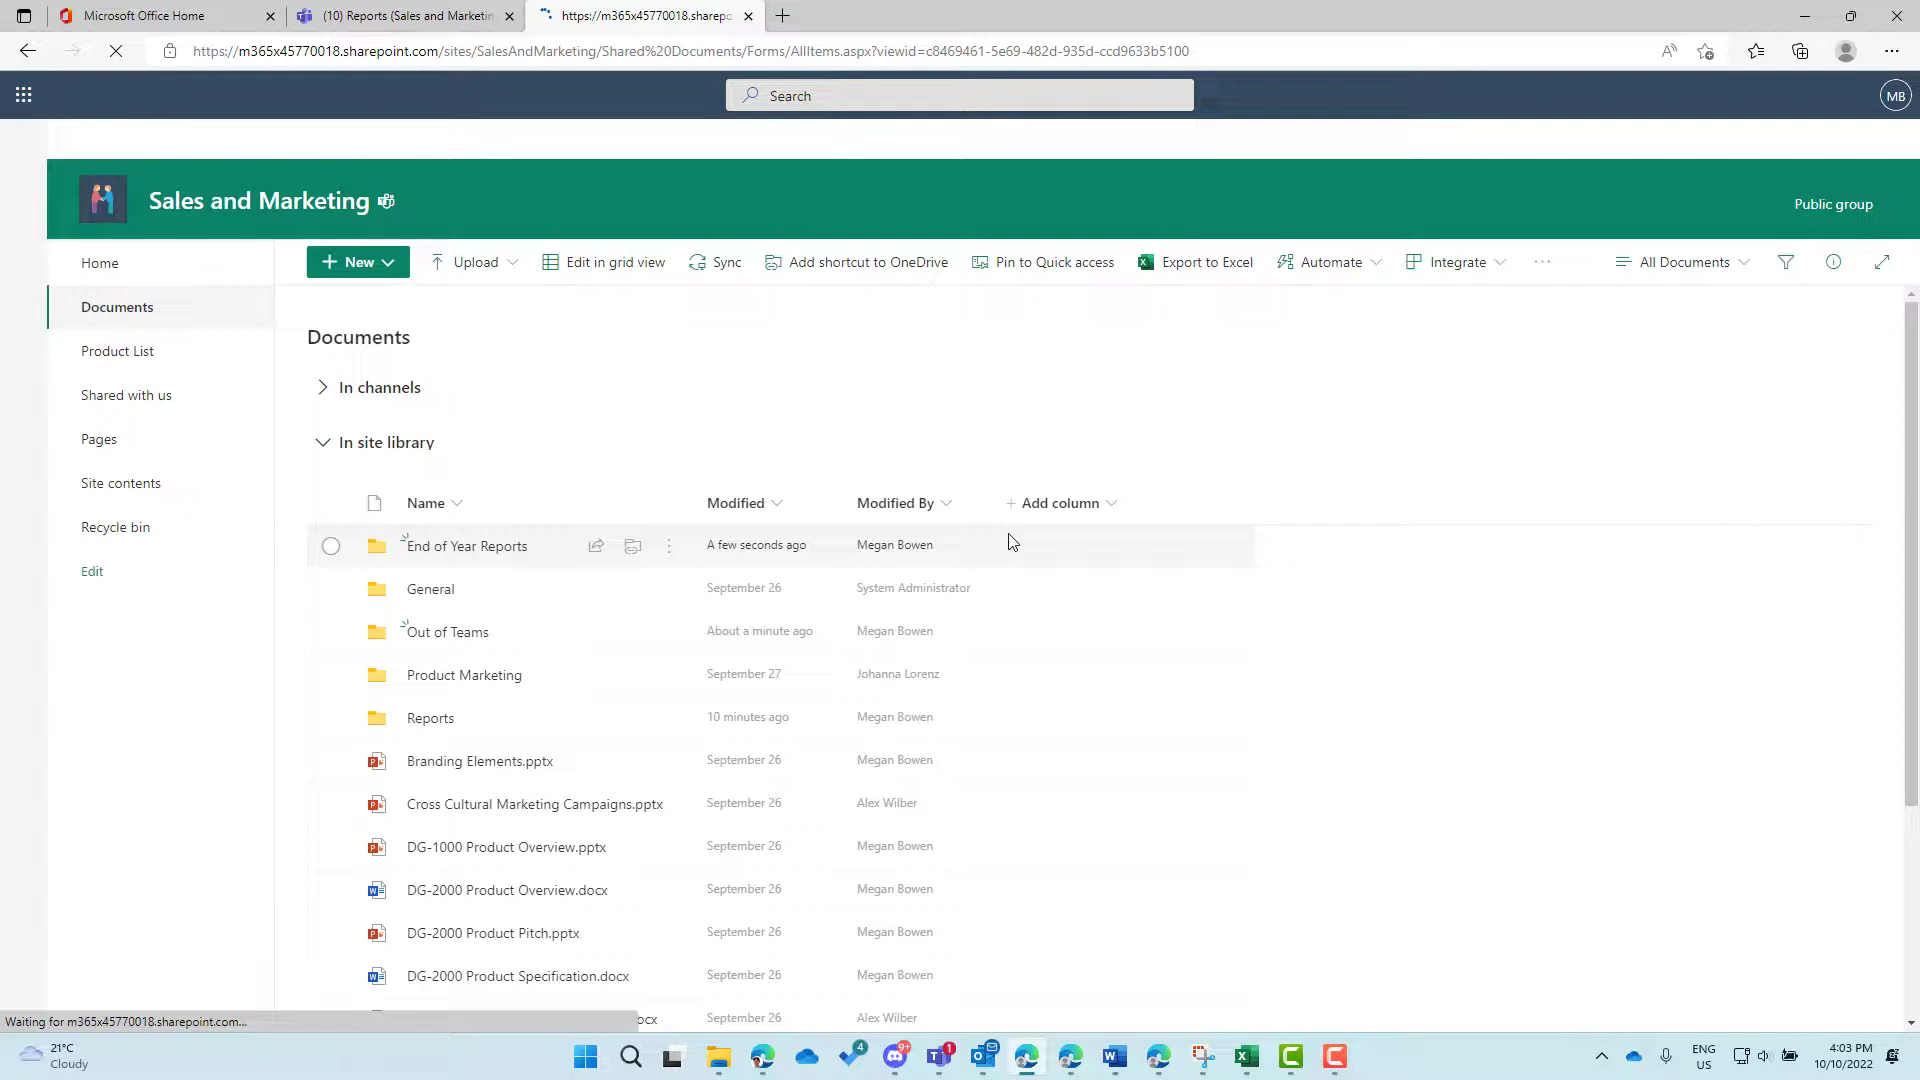 Microsoft Office Home
(10) Reports (Sales and Marketin
https://m365x45770018.sharepo
https://m365x45770018.sharepoint.com/sites/SalesAndMarketing/Shared%20Documents/Forms/AllItems.aspx?viewid=c8469461-5e69-482d-935d-ccd9633b5100
Search
MB
Sales and Marketing
Public group
Home
Documents
Product List
Shared with us
Pages
Site contents
Recycle bin
Edit
New
Upload
Edit in grid view
Sync
Add shortcut to OneDrive
Pin to Quick access
Export to Excel
Automate
Integrate
All Documents
Documents
In channels
In site library
Name Modified Modified By Add column
End of Year Reports A few seconds ago Megan Bowen
General September 26 System Administrator
Out of Teams About a minute ago Megan Bowen
Product Marketing September 27 Johanna Lorenz
Reports 10 minutes ago Megan Bowen
Branding Elements.pptx September 26 Megan Bowen
Cross Cultural Marketing Campaigns.pptx September 26 Alex Wilber
DG-1000 Product Overview.pptx September 26 Megan Bowen
DG-2000 Product Overview.docx September 26 Megan Bowen
DG-2000 Product Pitch.pptx September 26 Megan Bowen
DG-2000 Product Specification.docx September 26 Megan Bowen
ocx September 26 Alex Wilber
Waiting for m365x45770018.sharepoint.com...
21°C
Cloudy
4
9+
1
ENG
US
4:03 PM
10/10/2022